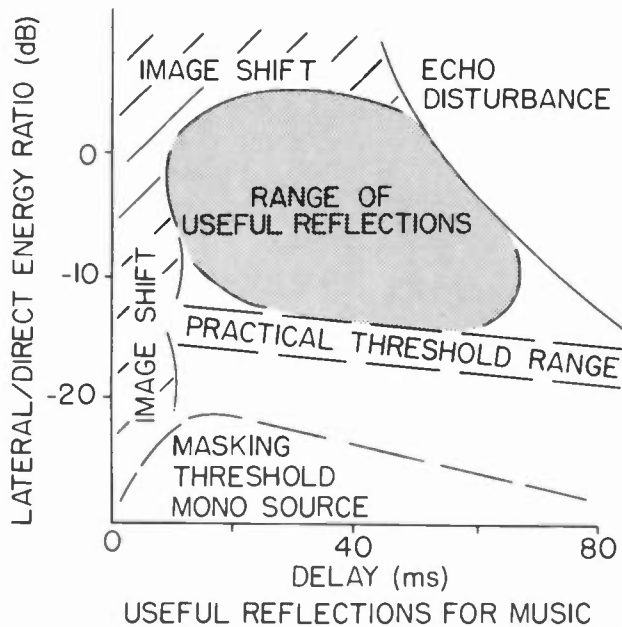 LATERAL/DIRECT ENERGY RATIO (dB)
IMAGE SHIFT
ECHO
DISTURBANCE
0
RANGE OF
USEFUL REFLECTIONS
-10
IMAGE SHIFT
PRACTICAL THRESHOLD RANGE
-20
MASKING
THRESHOLD
MONO SOURCE
0
40
80
DELAY (ms)
USEFUL REFLECTIONS FOR MUSIC